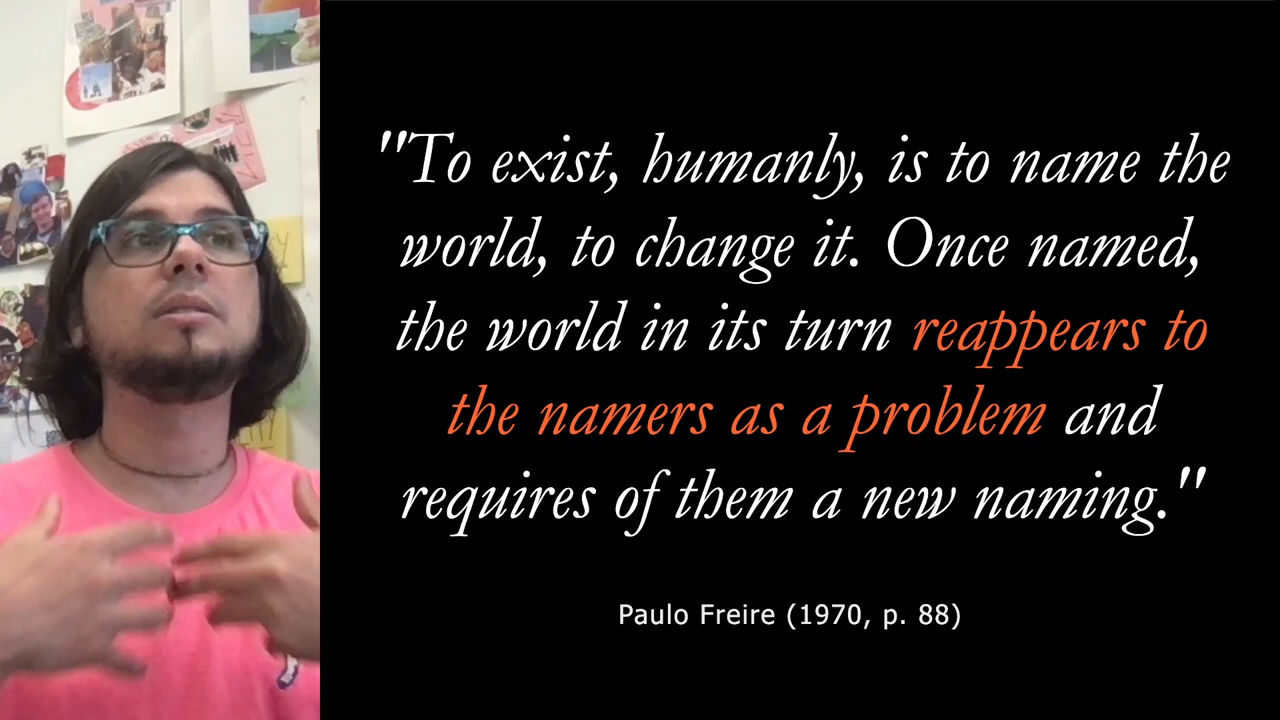 "To exist, humanly, is to name the
world, to change it. Once named,
the world in its turn reappears to
the namers as a problem and
requires of them a new naming."
Paulo Freire (1970, p. 88)